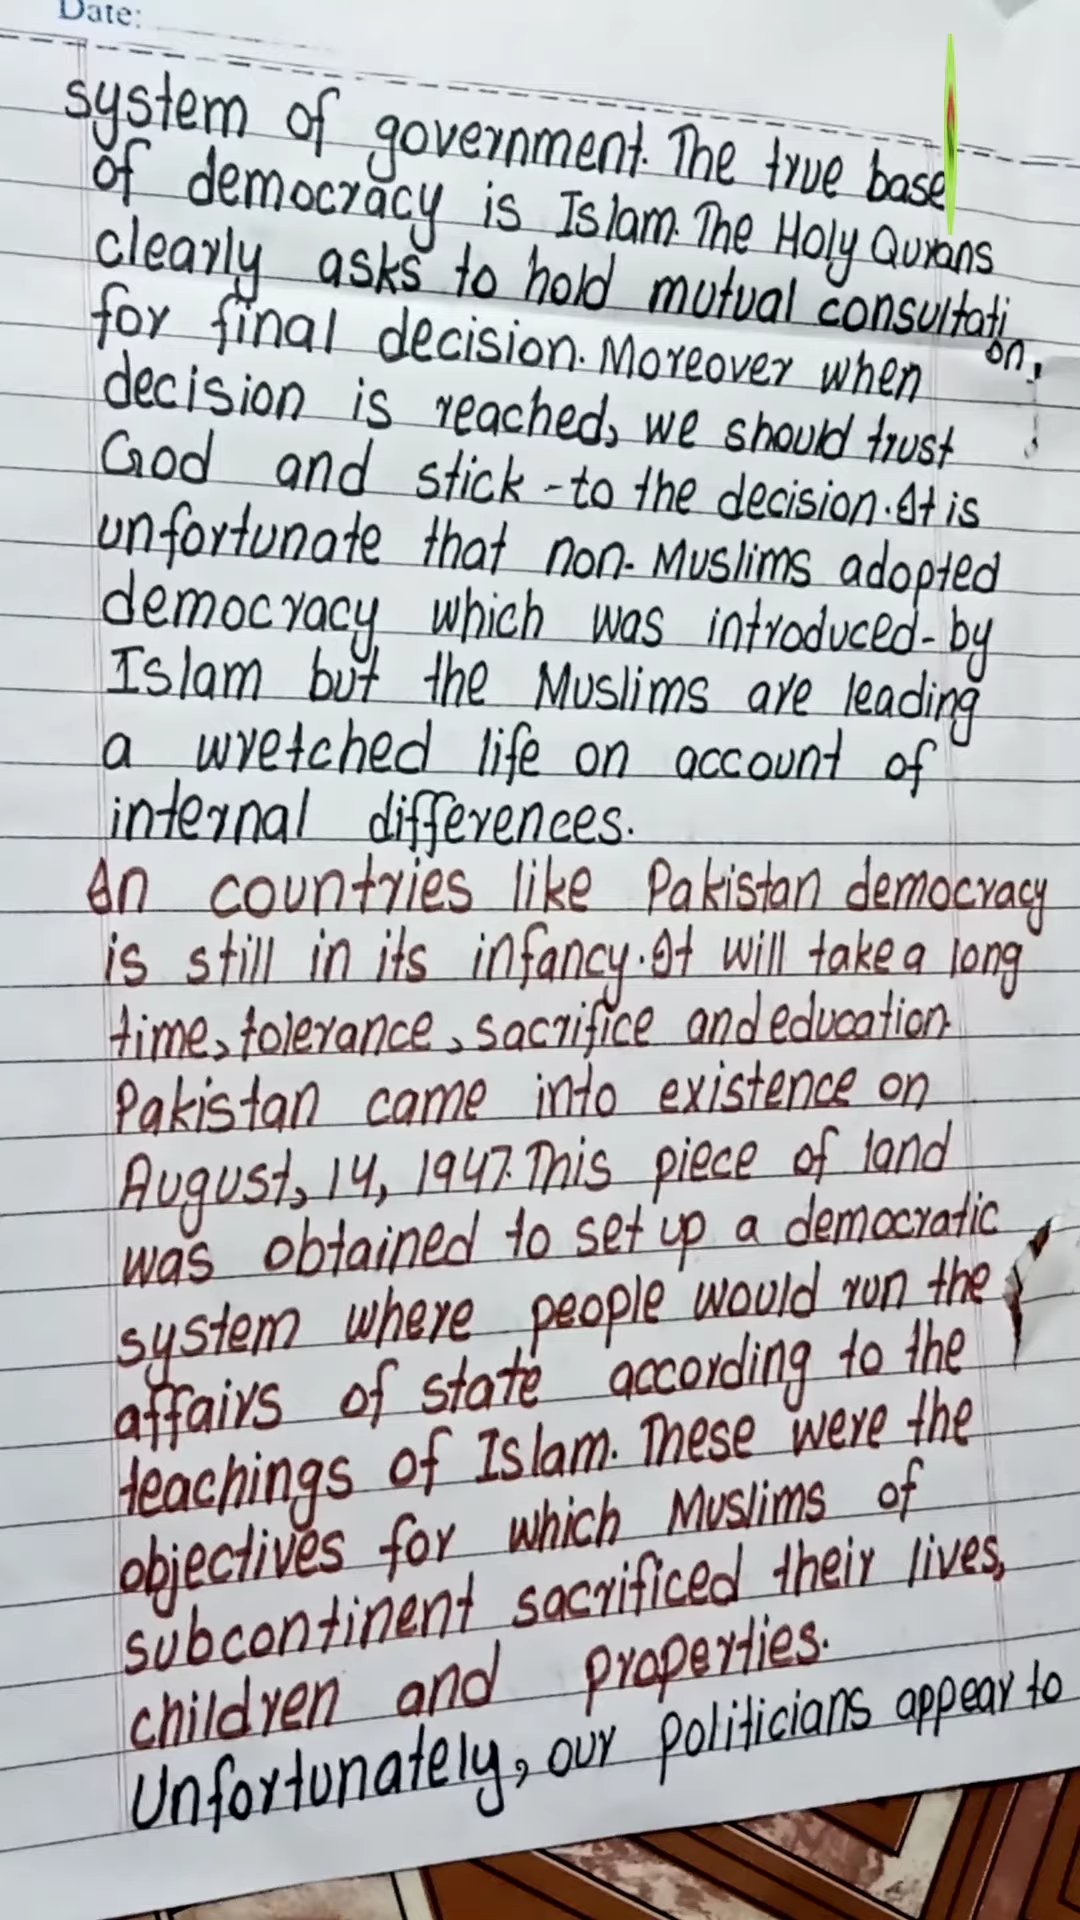 Date:
system of government. The true base
of democracy is Islam. The Holy Qurans
clearly asks to hold mutual consultati
on,
for final decision. Moreover when
decision is reached, we should trust
God and stick-to the decision. It is
unfortunate that non-Muslims adopted
democracy which was introduced-by
Islam but the Muslims are leading
a wretched life on account of
internal differences.
In countries like Pakistan democracy
is still in its infancy. It will take a long
time, tolerance, sacrifice and education.
Pakistan came into existence on
August, 14, 1947. This piece of land
was obtained to set up a democratic
system where people would run the
affairs of state according to the
teachings of Islam. These were the
objectives for which Muslims of
subcontinent sacrificed their lives,
children and properties.
Unfortunately, our politicians appear to